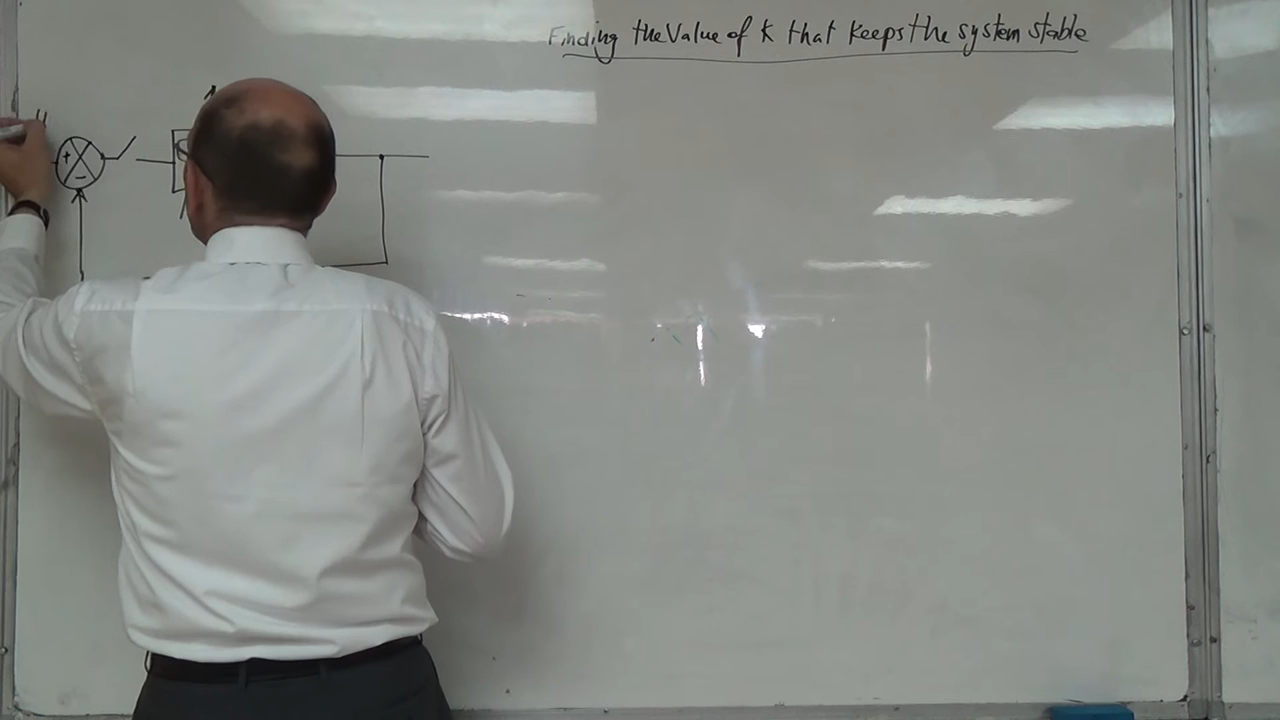 Finding the Value of K that keeps the system stable
+
-